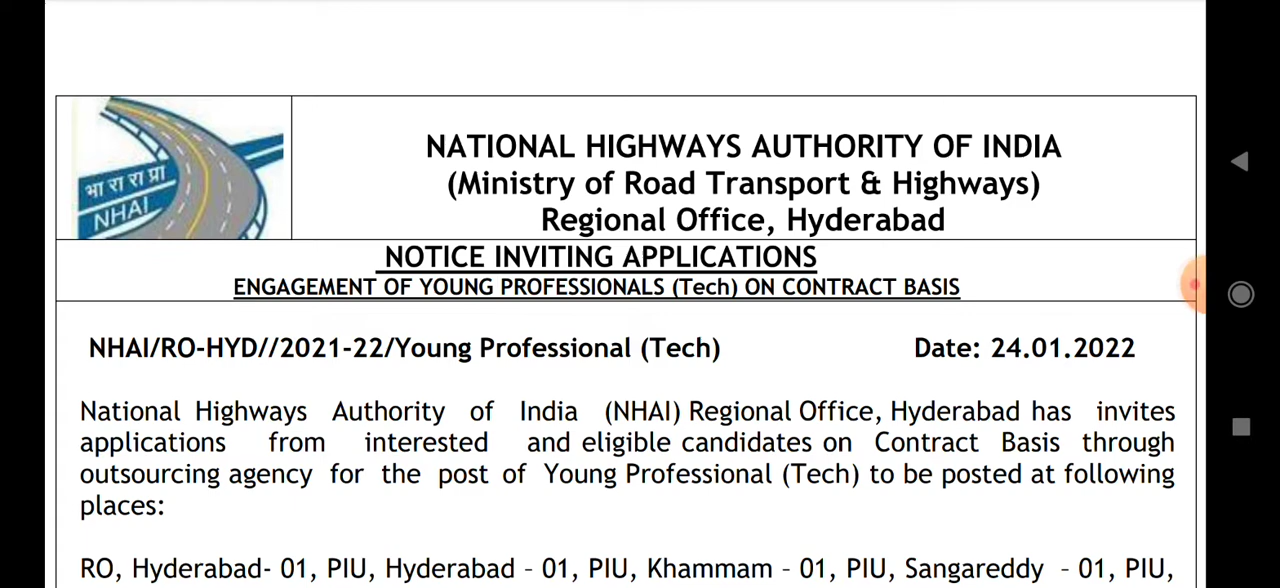 भा रा रा प्रा
NHAI
NATIONAL HIGHWAYS AUTHORITY OF INDIA
(Ministry of Road Transport & Highways)
Regional Office, Hyderabad
NOTICE INVITING APPLICATIONS
ENGAGEMENT OF YOUNG PROFESSIONALS (Tech) ON CONTRACT BASIS
NHAI/RO-HYD//2021-22/Young Professional (Tech) Date: 24.01.2022
National Highways Authority of India (NHAI) Regional Office, Hyderabad has invites
applications from interested and eligible candidates on Contract Basis through
outsourcing agency for the post of Young Professional (Tech) to be posted at following
places:
RO, Hyderabad- 01, PIU, Hyderabad – 01, PIU, Khammam – 01, PIU, Sangareddy – 01, PIU,